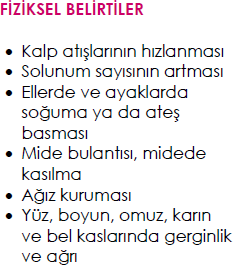 FİZİKSEL BELİRTİLER
• Kalp atışlarının hızlanması
• Solunum sayısının artması
• Ellerde ve ayaklarda
soğuma ya da ateş
basması
• Mide bulantısı, midede
kasılma
• Ağız kuruması
• Yüz, boyun, omuz, karın
ve bel kaslarında gerginlik
ve ağrı